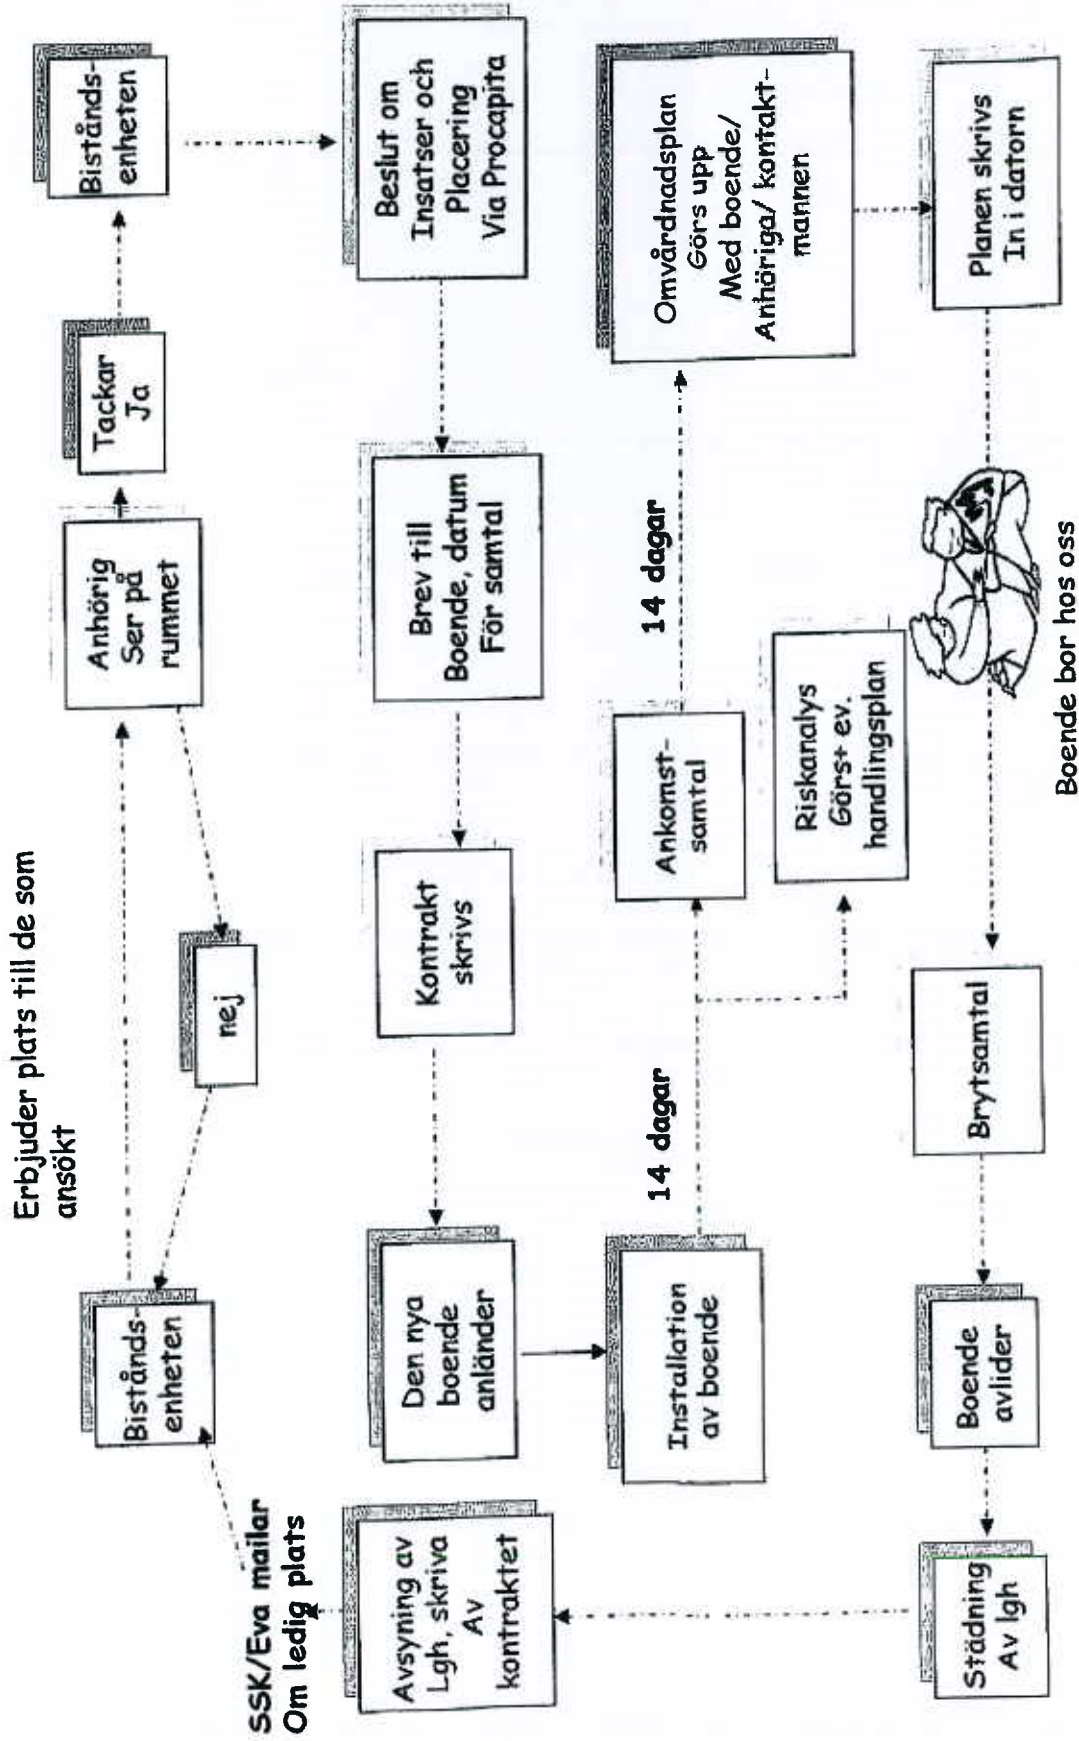 Erbjuder plats till de som
ansökt
Bistånds-
enheten
Anhörig
Ser på
rummet
Tackar
Ja
Bistånds-
enheten
nej
SSK/Eva mailar
Om ledig plats
Beslut om
Insatser och
Placering
Via Procapita
Brev till
Boende, datum
För samtal
Kontrakt
skrivs
Den nya
boende
anländer
Avsyning av
Lgh, skriva
Av
kontraktet
Installation
av boende
14 dagar
Ankomst-
samtal
14 dagar
Omvårdnadsplan
Görs upp
Med boende/
Anhöriga/ kontakt-
mannen
Riskanalys
Görs+ ev.
handlingsplan
Planen skrivs
In i datorn
Boende bor hos oss
Brytsamtal
Boende
avlider
Städning
Av lgh